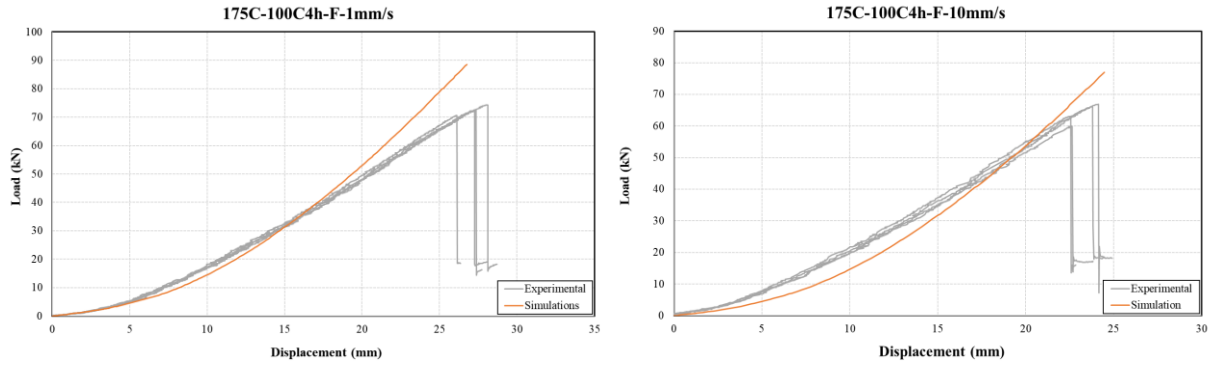 175C-100C4h-F-1mm/s
100
90
80
70
60
50
40
30
20
10
0
0 5 10 15 20 25 30 35
Load (kN)
Displacement (mm)
Experimental
Simulations
175C-100C4h-F-10mm/s
90
80
70
60
50
40
30
20
10
0
0 5 10 15 20 25 30
Load (kN)
Displacement (mm)
Experimental
Simulation